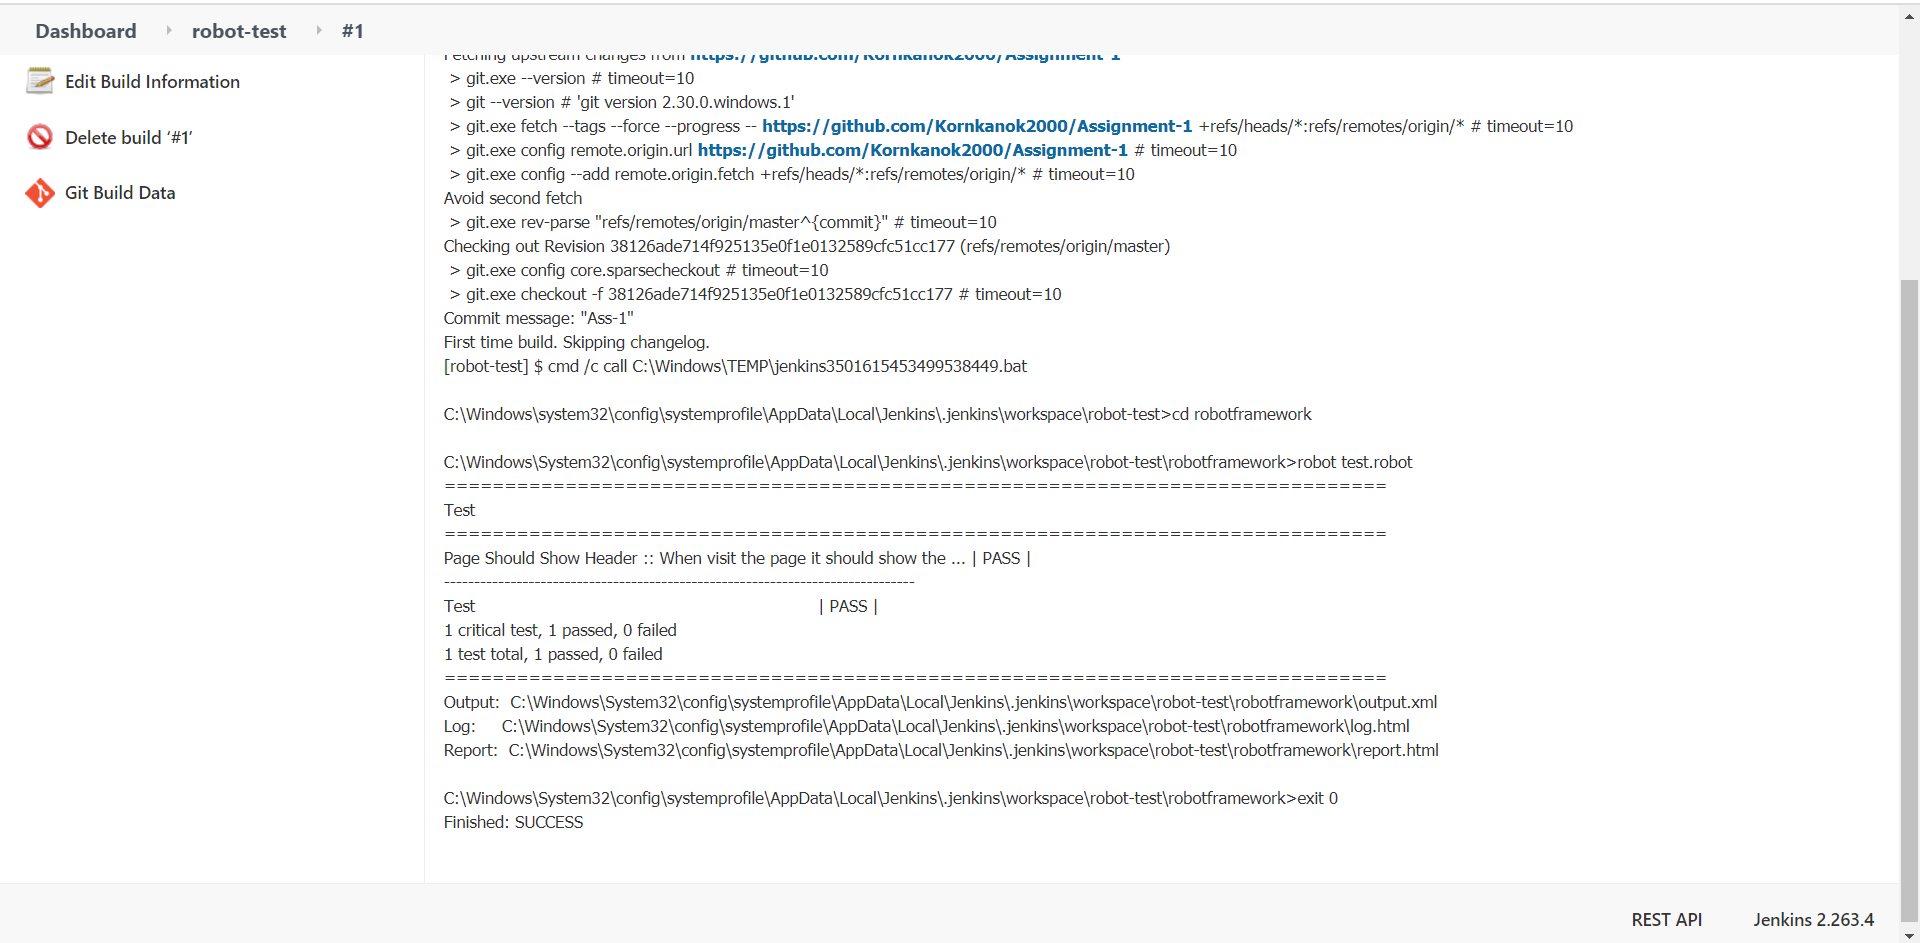 Dashboard robot-test #1
Edit Build Information
Delete build '#1'
Git Build Data
Fetching upstream changes from https://github.com/Kornkanok2000/Assignment-1
> git.exe --version # timeout=10
> git --version # 'git version 2.30.0.windows.1'
> git.exe fetch --tags --force --progress -- https://github.com/Kornkanok2000/Assignment-1 +refs/heads/*:refs/remotes/origin/* # timeout=10
> git.exe config remote.origin.url https://github.com/Kornkanok2000/Assignment-1 # timeout=10
> git.exe config --add remote.origin.fetch +refs/heads/*:refs/remotes/origin/* # timeout=10
Avoid second fetch
> git.exe rev-parse "refs/remotes/origin/master^{commit}" # timeout=10
Checking out Revision 38126ade714f925135e0f1e0132589cfc51cc177 (refs/remotes/origin/master)
> git.exe config core.sparsecheckout # timeout=10
> git.exe checkout -f 38126ade714f925135e0f1e0132589cfc51cc177 # timeout=10
Commit message: "Ass-1"
First time build. Skipping changelog.
[robot-test] $ cmd /c call C:\Windows\TEMP\jenkins3501615453499538449.bat
C:\Windows\system32\config\systemprofile\AppData\Local\Jenkins\.jenkins\workspace\robot-test>cd robotframework
C:\Windows\System32\config\systemprofile\AppData\Local\Jenkins\.jenkins\workspace\robot-test\robotframework>robot test.robot
==============================================================================
Test
==============================================================================
Page Should Show Header :: When visit the page it should show the ... | PASS |
------------------------------------------------------------------------------
Test | PASS |
1 critical test, 1 passed, 0 failed
1 test total, 1 passed, 0 failed
==============================================================================
Output: C:\Windows\System32\config\systemprofile\AppData\Local\Jenkins\.jenkins\workspace\robot-test\robotframework\output.xml
Log: C:\Windows\System32\config\systemprofile\AppData\Local\Jenkins\.jenkins\workspace\robot-test\robotframework\log.html
Report: C:\Windows\System32\config\systemprofile\AppData\Local\Jenkins\.jenkins\workspace\robot-test\robotframework\report.html
C:\Windows\System32\config\systemprofile\AppData\Local\Jenkins\.jenkins\workspace\robot-test\robotframework>exit 0
Finished: SUCCESS
REST API Jenkins 2.263.4